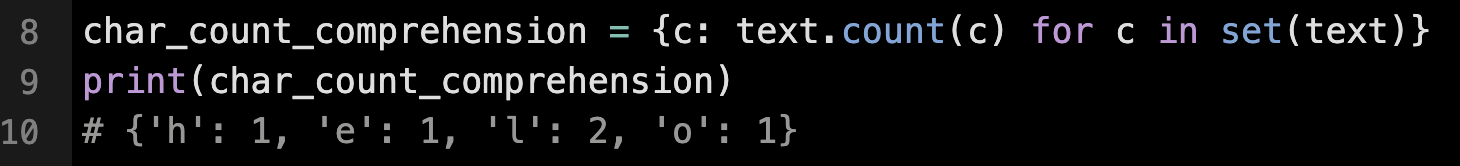 8 char_count_comprehension = {c: text.count(c) for c in set(text)}
9 print(char_count_comprehension)
10 # {'h': 1, 'e': 1, 'l': 2, 'o': 1}